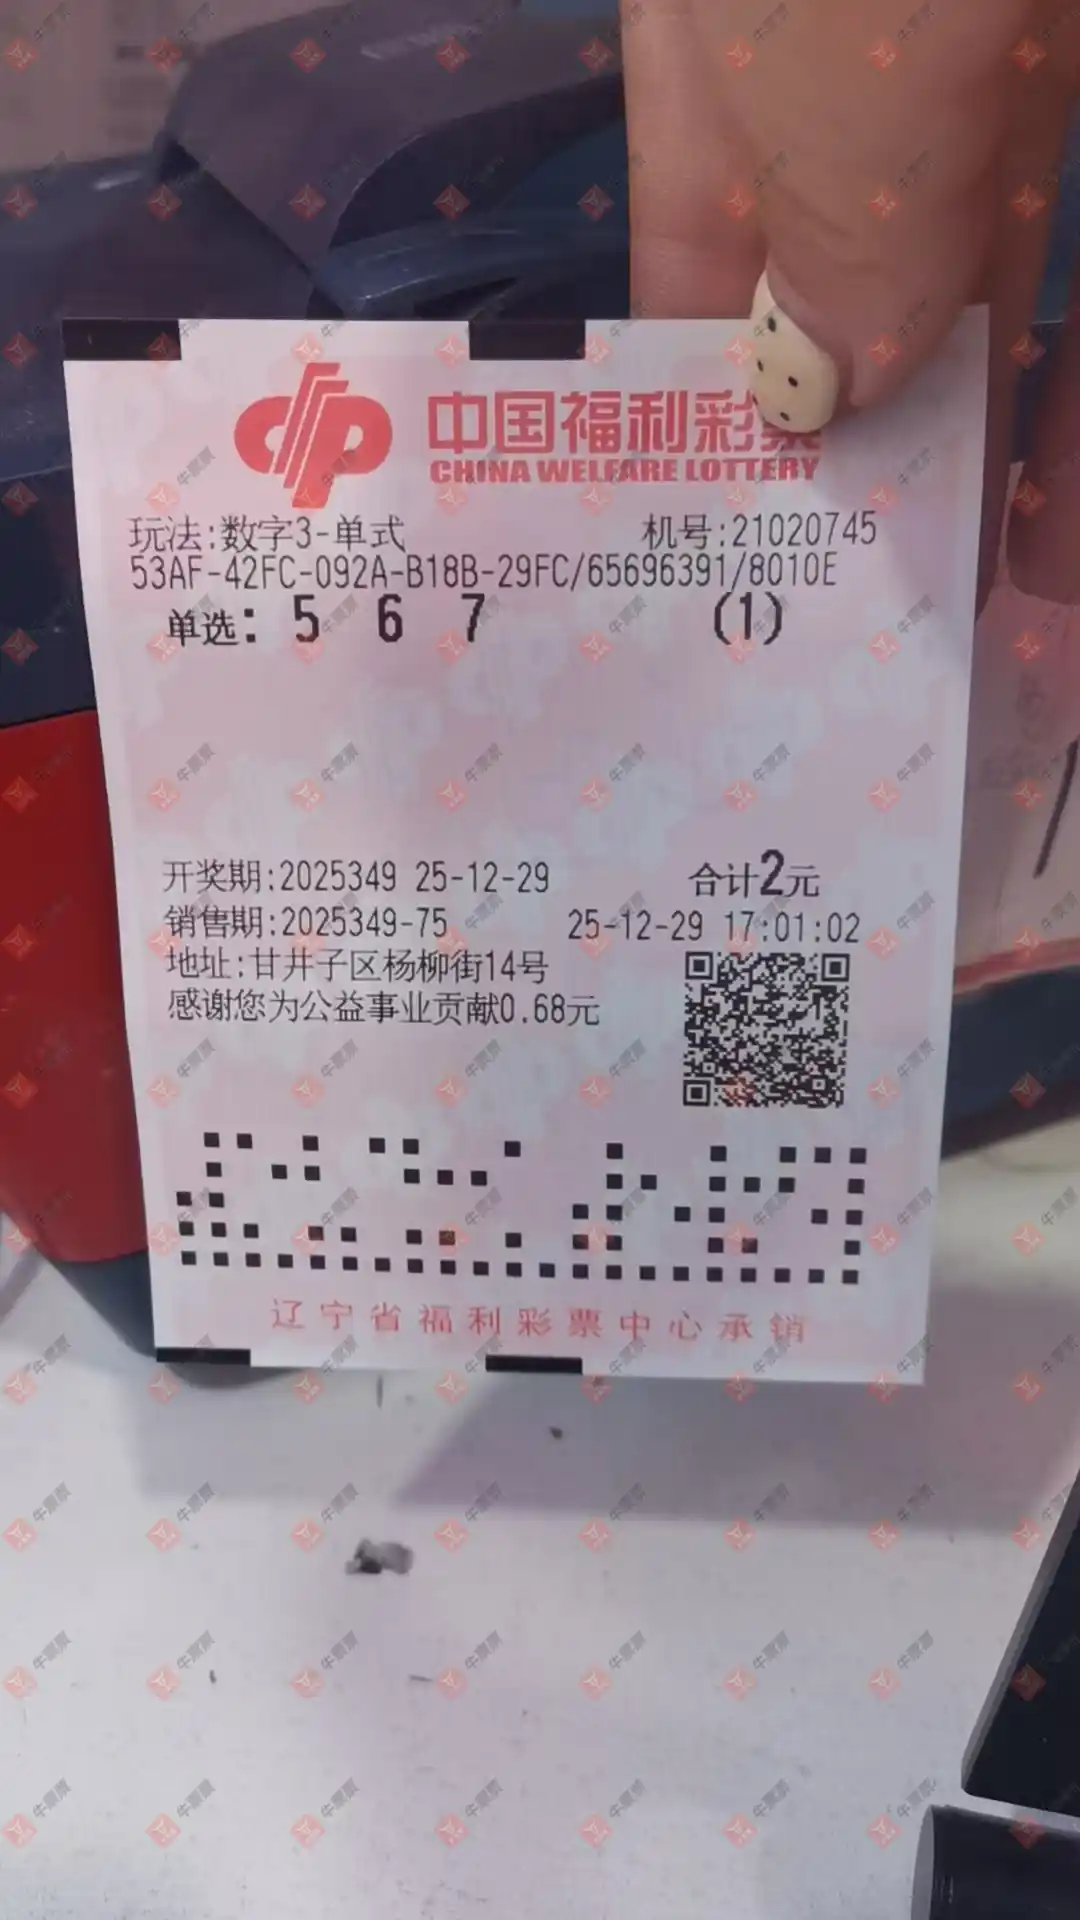 中国福利彩票
CHINA WELFARE LOTTERY
玩法:数字3-单式 机号:21020745
53AF-42FC-092A-B18B-29FC/65696391/8010E
单选: 5 6 7 (1)
开奖期:2025349 25-12-29 合计2元
销售期:2025349-75 25-12-29 17:01:02
地址:甘井子区杨柳街14号
感谢您为公益事业贡献0.68元
辽宁省福利彩票中心承销
牛票票